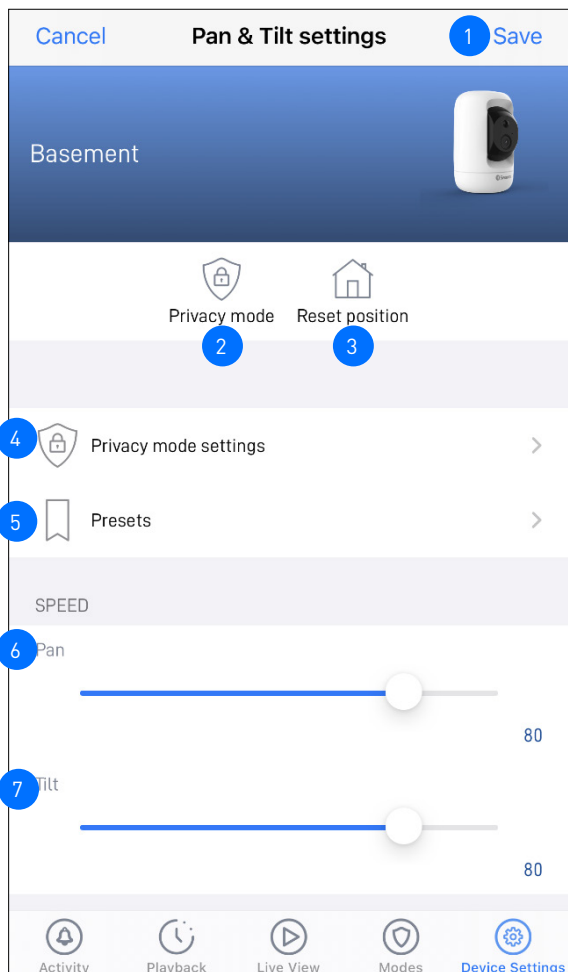 Cancel Pan & Tilt settings 1 Save
Basement
Privacy mode Reset position
2 3
4 Privacy mode settings
5 Presets
SPEED
6 Pan
80
7 Tilt
80
Activity Playback Live View Modes Device Settings